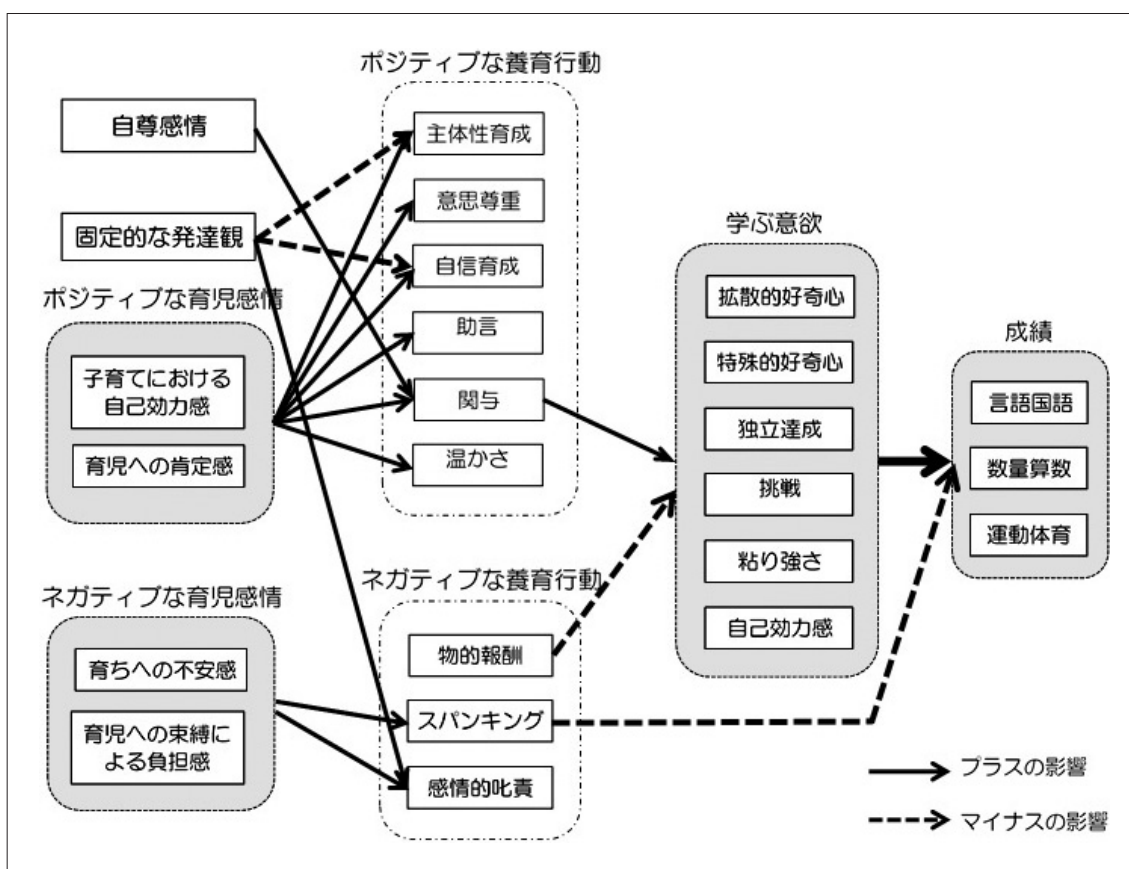 ポジティブな養育行動
自尊感情
固定的な発達観
ポジティブな育児感情
子育てにおける
自己効力感
育児への肯定感
ネガティブな育児感情
育ちへの不安感
育児への束縛に
よる負担感
主体性育成
意思尊重
自信育成
助言
関与
温かさ
ネガティブな養育行動
物的報酬
スパンキング
感情的叱責
学ぶ意欲
拡散的好奇心
特殊的好奇心
独立達成
挑戦
粘り強さ
自己効力感
成績
言語国語
数量算数
運動体育
プラスの影響
マイナスの影響